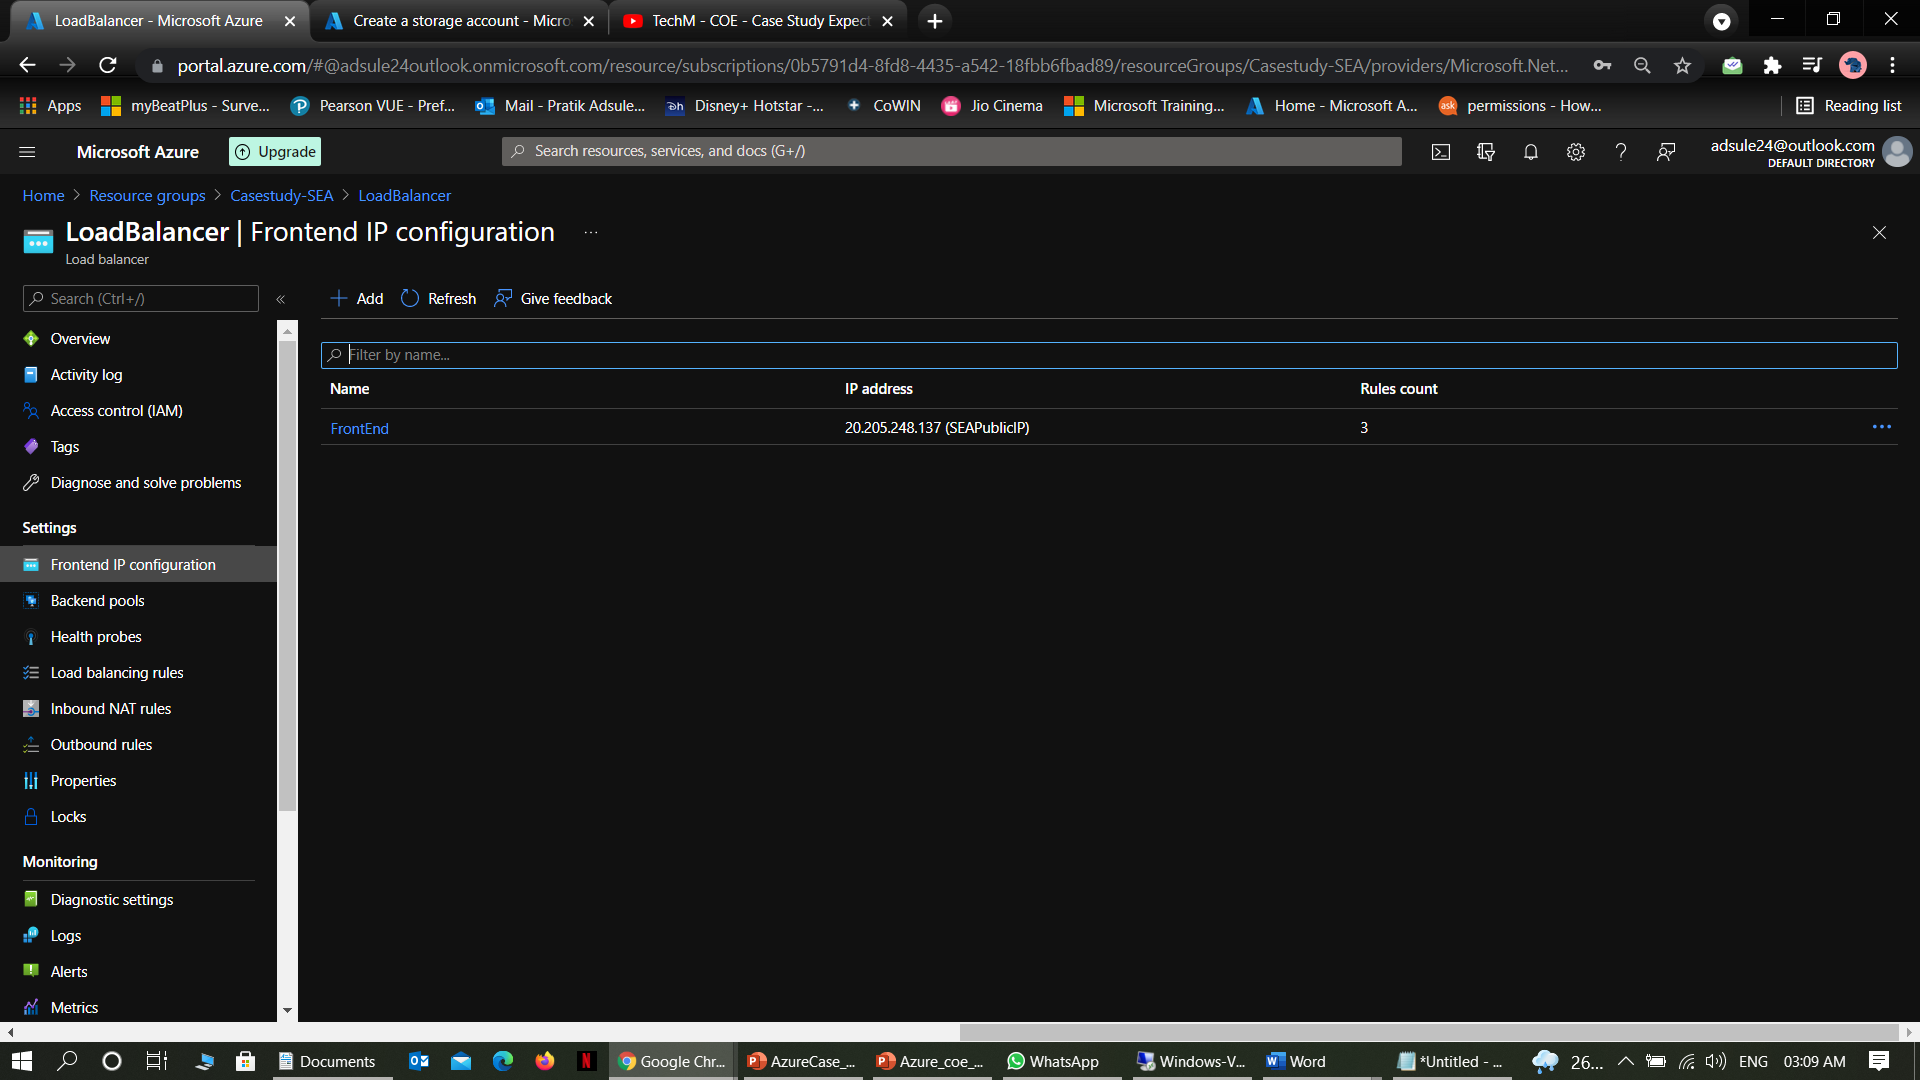 LoadBalancer - Microsoft Azure
Create a storage account - Micro
TechM - COE - Case Study Expect
portal.azure.com/#@adsule24outlook.onmicrosoft.com/resource/subscriptions/0b5791d4-8fd8-4435-a542-18fbb6fbad89/resourceGroups/Casestudy-SEA/providers/Microsoft.Net...
Apps
myBeatPlus - Surve...
Pearson VUE - Pref...
Mail - Pratik Adsule...
Disney+ Hotstar -...
CoWIN
Jio Cinema
Microsoft Training...
Home - Microsoft A...
ask
permissions - How...
Reading list
Microsoft Azure
Upgrade
Search resources, services, and docs (G+/)
adsule24@outlook.com
DEFAULT DIRECTORY
Home > Resource groups > Casestudy-SEA > LoadBalancer
LoadBalancer | Frontend IP configuration ...
Load balancer
Search (Ctrl+/)
«
Add
Refresh
Give feedback
Overview
Activity log
Access control (IAM)
Tags
Diagnose and solve problems
Settings
Frontend IP configuration
Backend pools
Health probes
Load balancing rules
Inbound NAT rules
Outbound rules
Properties
Locks
Monitoring
Diagnostic settings
Logs
Alerts
Metrics
Filter by name...
Name IP address Rules count
FrontEnd 20.205.248.137 (SEAPublicIP) 3
Documents
Google Chr...
AzureCase_...
Azure_coe_...
WhatsApp
Windows-V...
Word
*Untitled - ...
26...
ENG
03:09 AM